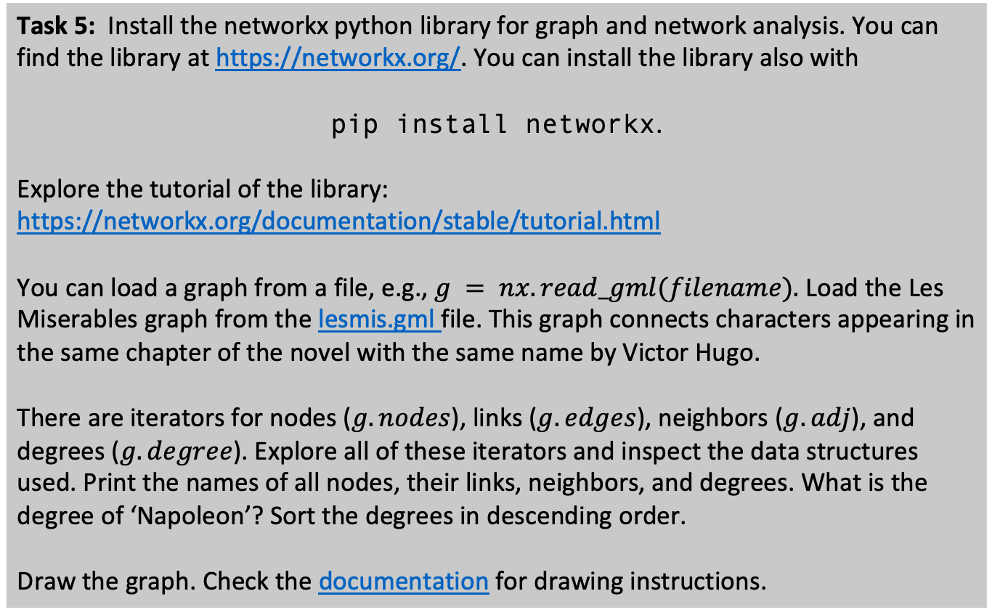 Task 5: Install the networkx python library for graph and network analysis. You can
find the library at https://networkx.org/. You can install the library also with
pip install networkx.
Explore the tutorial of the library:
https://networkx.org/documentation/stable/tutorial.html
You can load a graph from a file, e.g., g = nx.read_gml(filename). Load the Les
Miserables graph from the lesmis.gml file. This graph connects characters appearing in
the same chapter of the novel with the same name by Victor Hugo.
There are iterators for nodes (g.nodes), links (g.edges), neighbors (g.adj), and
degrees (g.degree). Explore all of these iterators and inspect the data structures
used. Print the names of all nodes, their links, neighbors, and degrees. What is the
degree of ‘Napoleon’? Sort the degrees in descending order.
Draw the graph. Check the documentation for drawing instructions.